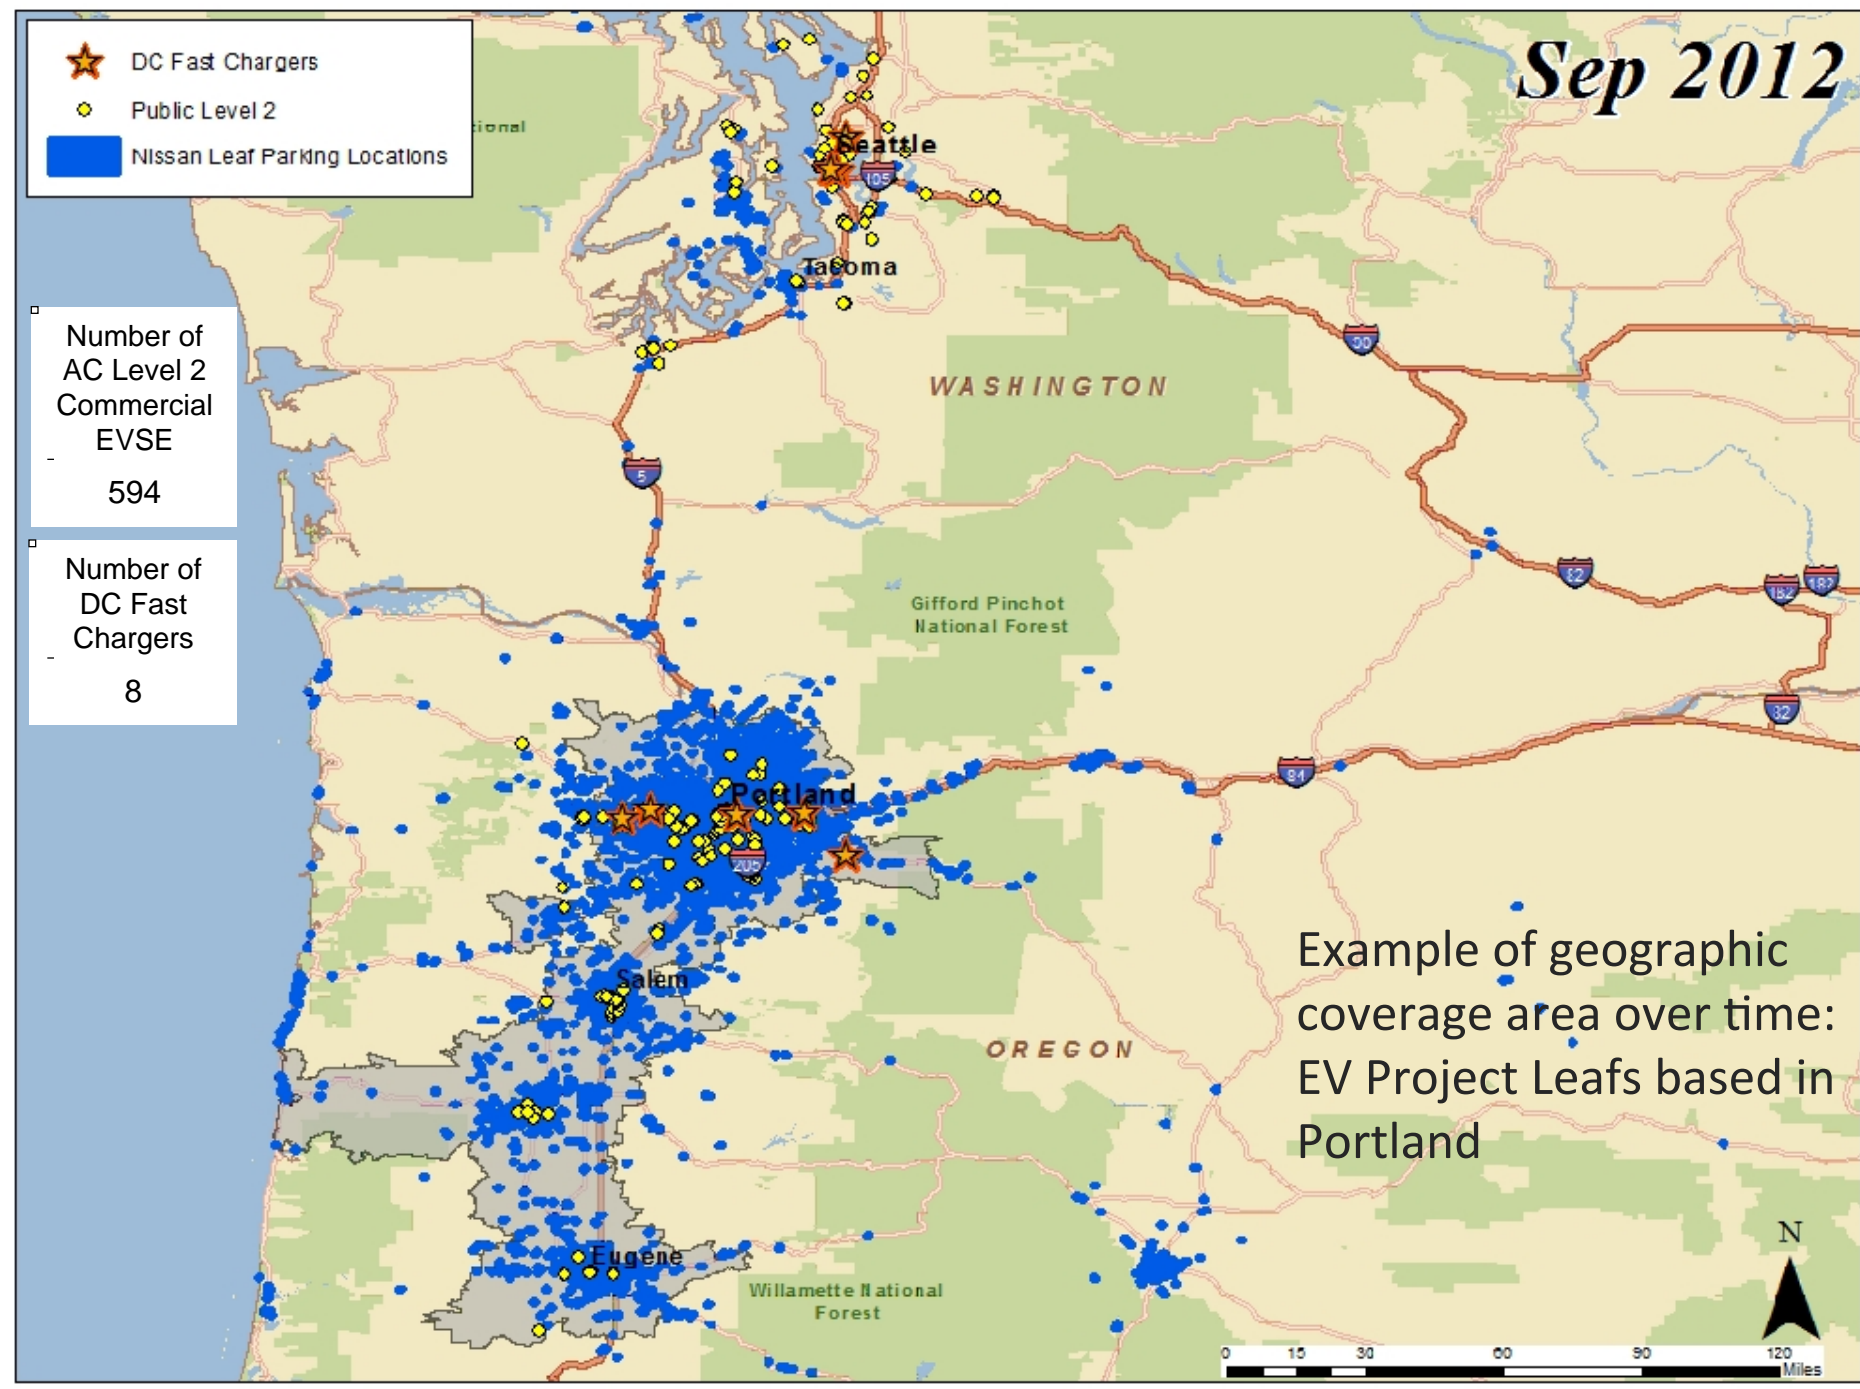 Sep 2012
DC Fast Chargers
Public Level 2
Nissan Leaf Parking Locations
tional
Seattle
105
Tacoma
Number of
AC Level 2
Commercial
EVSE
594
WASHINGTON
5
Number of
DC Fast
Chargers
8
82
182
182
Gifford Pinchot
National Forest
82
84
Portland
205
Salem
Example of geographic
coverage area over time:
EV Project Leafs based in
Portland
OREGON
Eugene
Willamette National
Forest
N
0 15 30 60 90 120
Miles